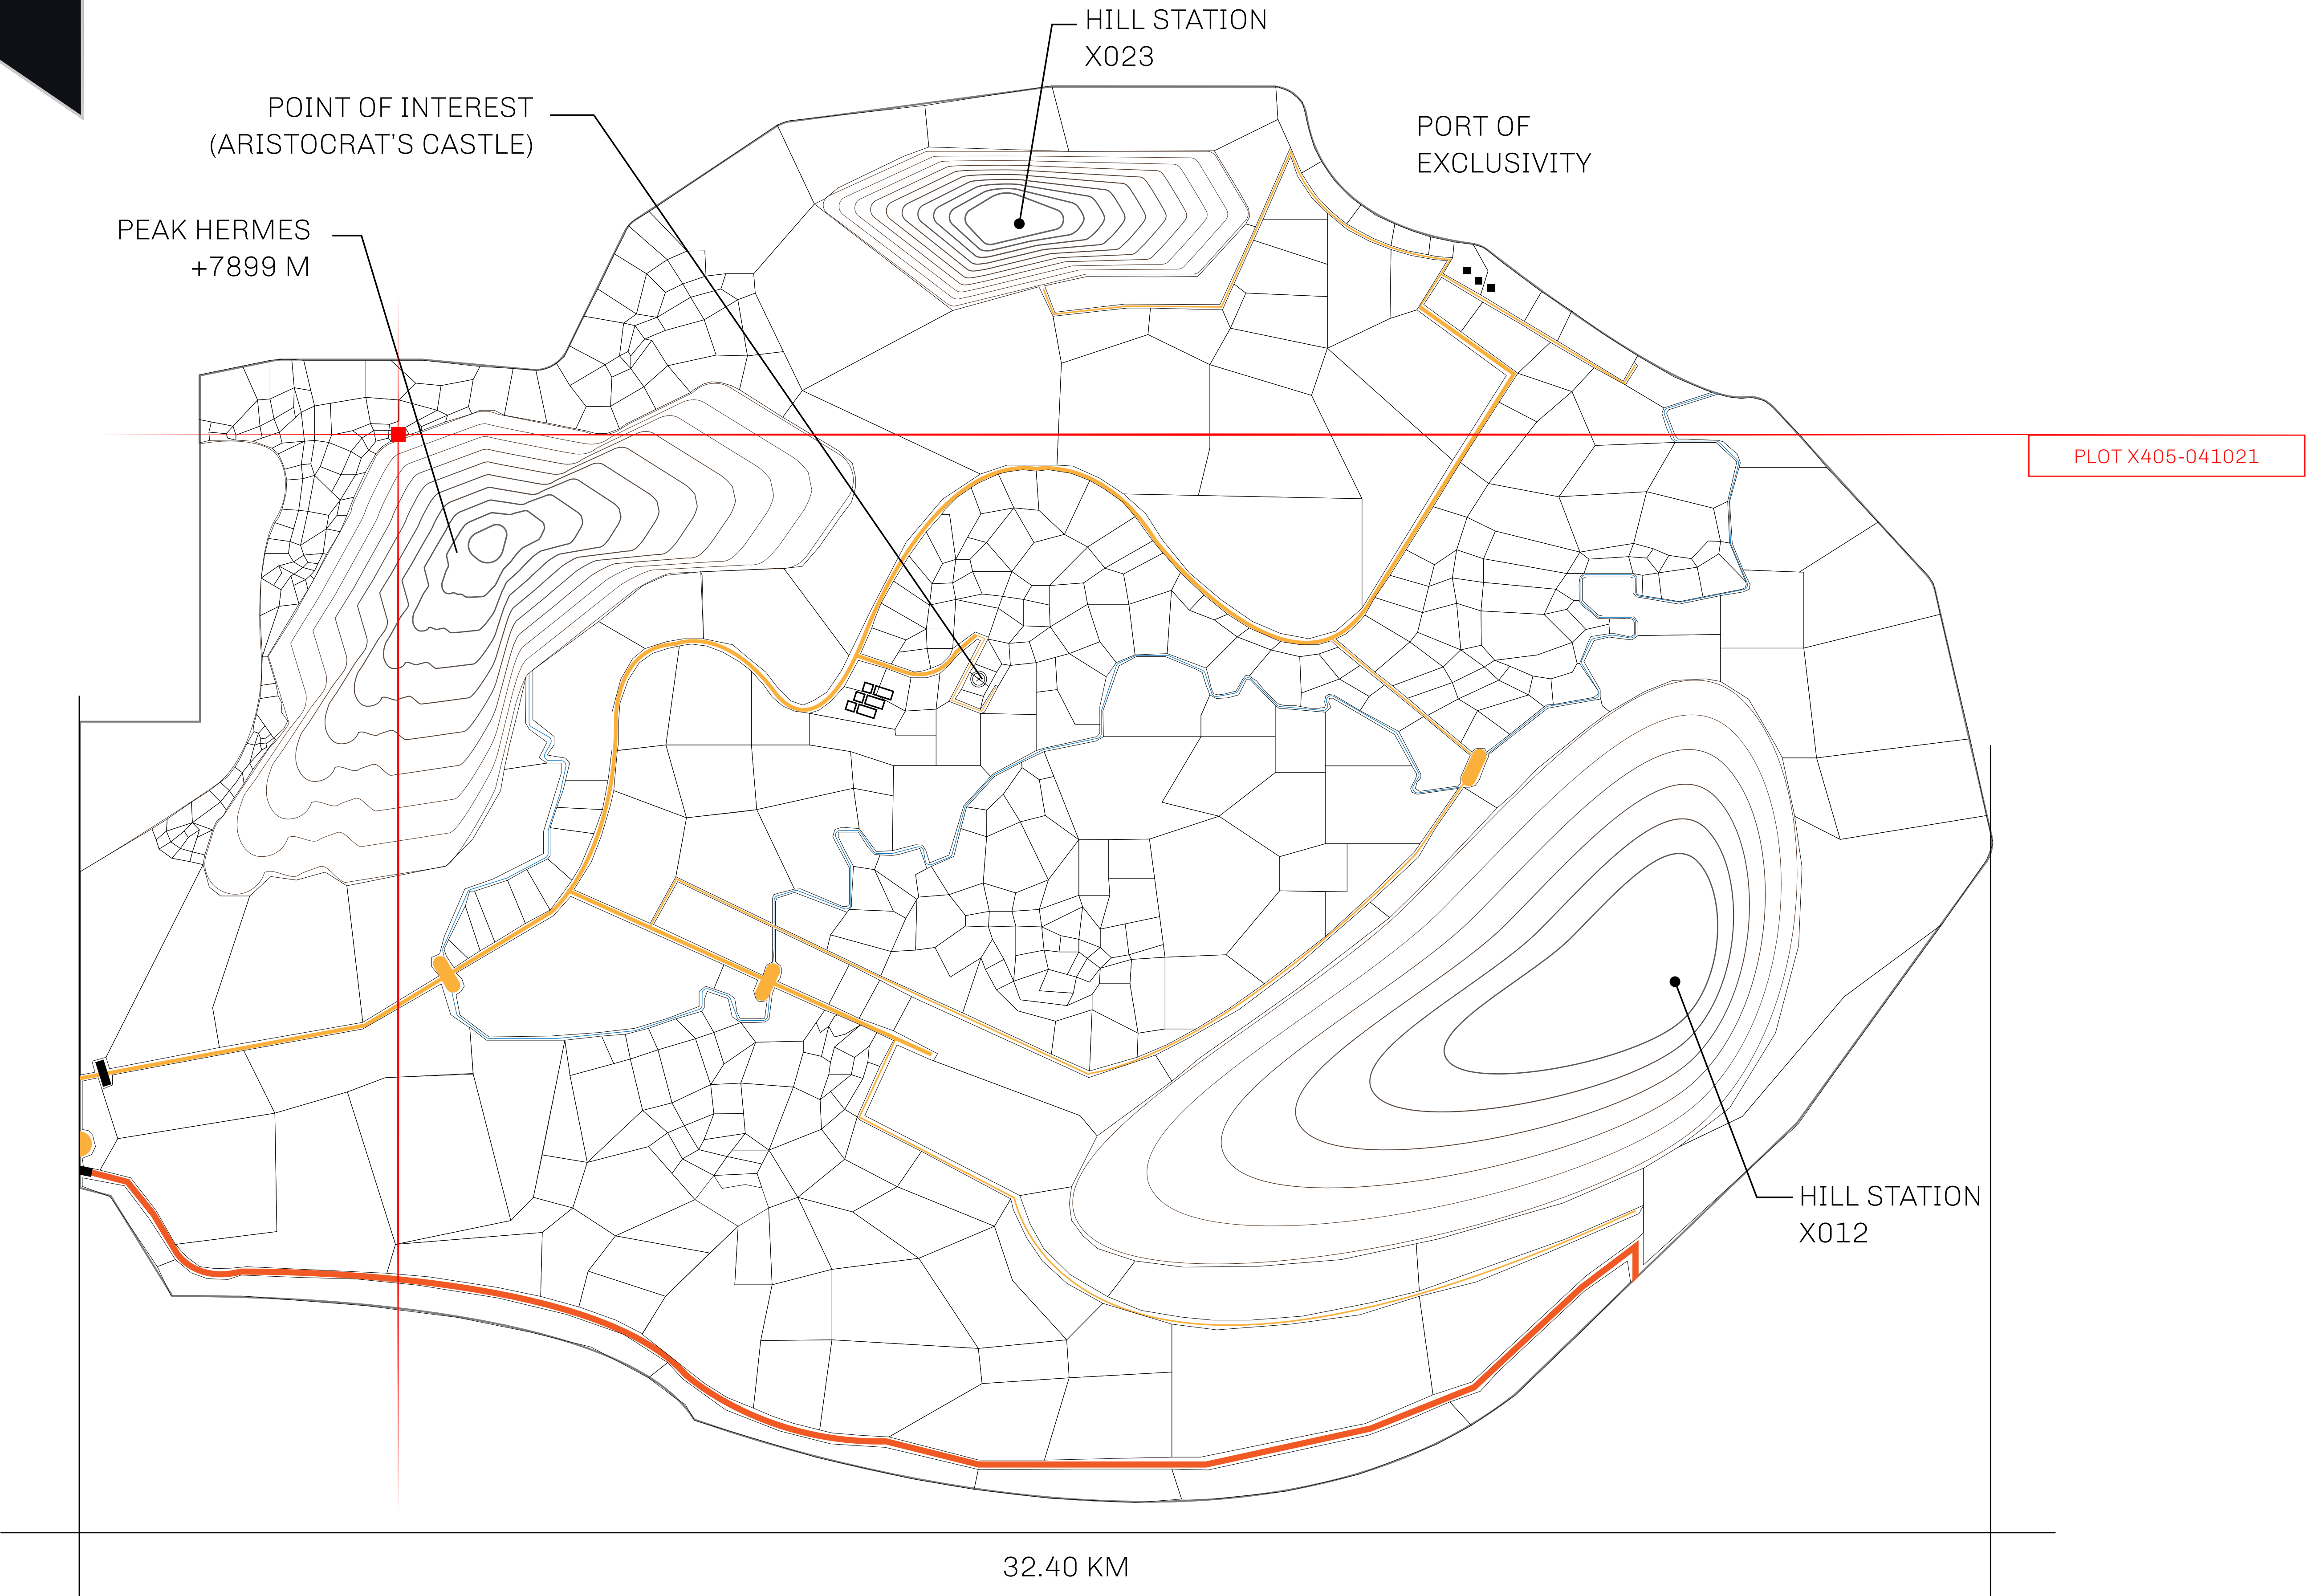 HILL STATION
X023
POINT OF INTEREST
(ARISTOCRAT'S CASTLE)
PORT OF
EXCLUSIVITY
PEAK HERMES
+7899 M
PLOT X405-041021
HILL STATION
X012
32.40 KM